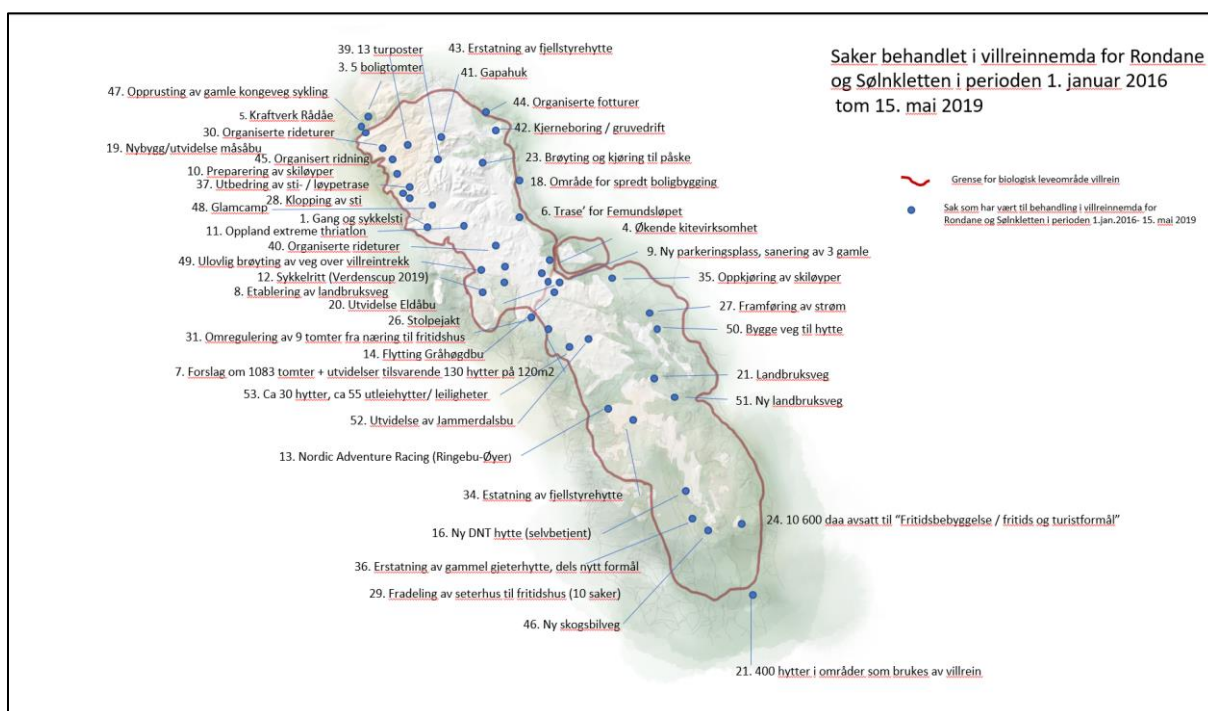 Saker behandlet i villreinnemda for Rondane
og Sølnkletten i perioden 1. januar 2016
tom 15. mai 2019
39. 13 turposter
43. Erstatning av fjellstyrehytte
3. 5 boligtomter
41. Gapahuk
47. Opprusting av gamle kongeveg sykling
44. Organiserte fotturer
5. Kraftverk Rådåe
42. Kjerneboring / gruvedrift
30. Organiserte rideturer
19. Nybygg/utvidelse måsåbu
45. Organisert ridning
23. Brøyting og kjøring til påske
10. Preparering av skiløyper
37. Utbedring av sti- / løypetrase
18. Område for spredt boligbygging
28. Klopping av sti
48. Glamcamp
6. Trase' for Femundsløpet
1. Gang og sykkelsti
4. Økende kitevirksomhet
11. Oppland extreme thriatlon
40. Organiserte rideturer
9. Ny parkeringsplass, sanering av 3 gamle
49. Ulovlig brøyting av veg over villreintrekk
12. Sykkelritt (Verdenscup 2019)
35. Oppkjøring av skiløyper
8. Etablering av landbruksveg
20. Utvidelse Eldåbu
27. Framføring av strøm
26. Stolpejakt
50. Bygge veg til hytte
31. Omregulering av 9 tomter fra næring til fritidshus
14. Flytting Gråhøgdbu
7. Forslag om 1083 tomter + utvidelser tilsvarende 130 hytter på 120m2
21. Landbruksveg
53. Ca 30 hytter, ca 55 utleiehytter/ leiligheter
51. Ny landbruksveg
52. Utvidelse av Jammerdalsbu
13. Nordic Adventure Racing (Ringebu-Øyer)
34. Estatning av fjellstyrehytte
24. 10 600 daa avsatt til "Fritidsbebyggelse / fritids og turistformål"
16. Ny DNT hytte (selvbetjent)
36. Erstatning av gammel gjeterhytte, dels nytt formål
29. Fradeling av seterhus til fritidshus (10 saker)
46. Ny skogsbilveg
21. 400 hytter i områder som brukes av villrein
Grense for biologisk leveområde villrein
Sak som har vært til behandling i villreinnemda for
Rondane og Sølnkletten i perioden 1.jan.2016- 15. mai 2019